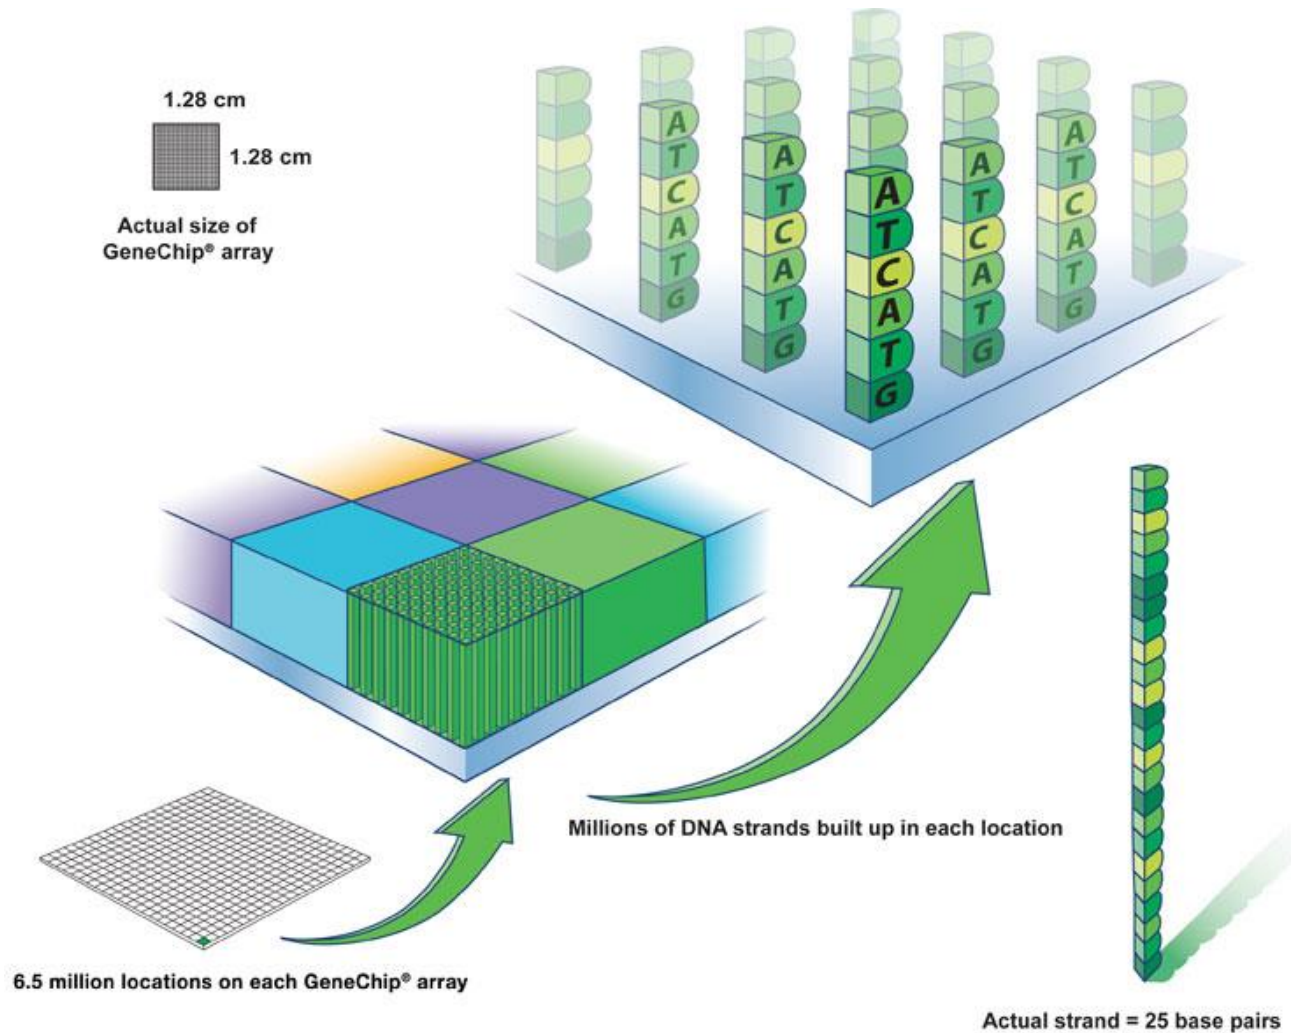 1.28 cm
1.28 cm
Actual size of
GeneChip® array
A
T
C
A
T
G
A
T
C
A
T
G
A
T
C
A
T
G
A
T
C
A
T
G
A
T
C
A
T
G
Millions of DNA strands built up in each location
6.5 million locations on each GeneChip® array
Actual strand = 25 base pairs